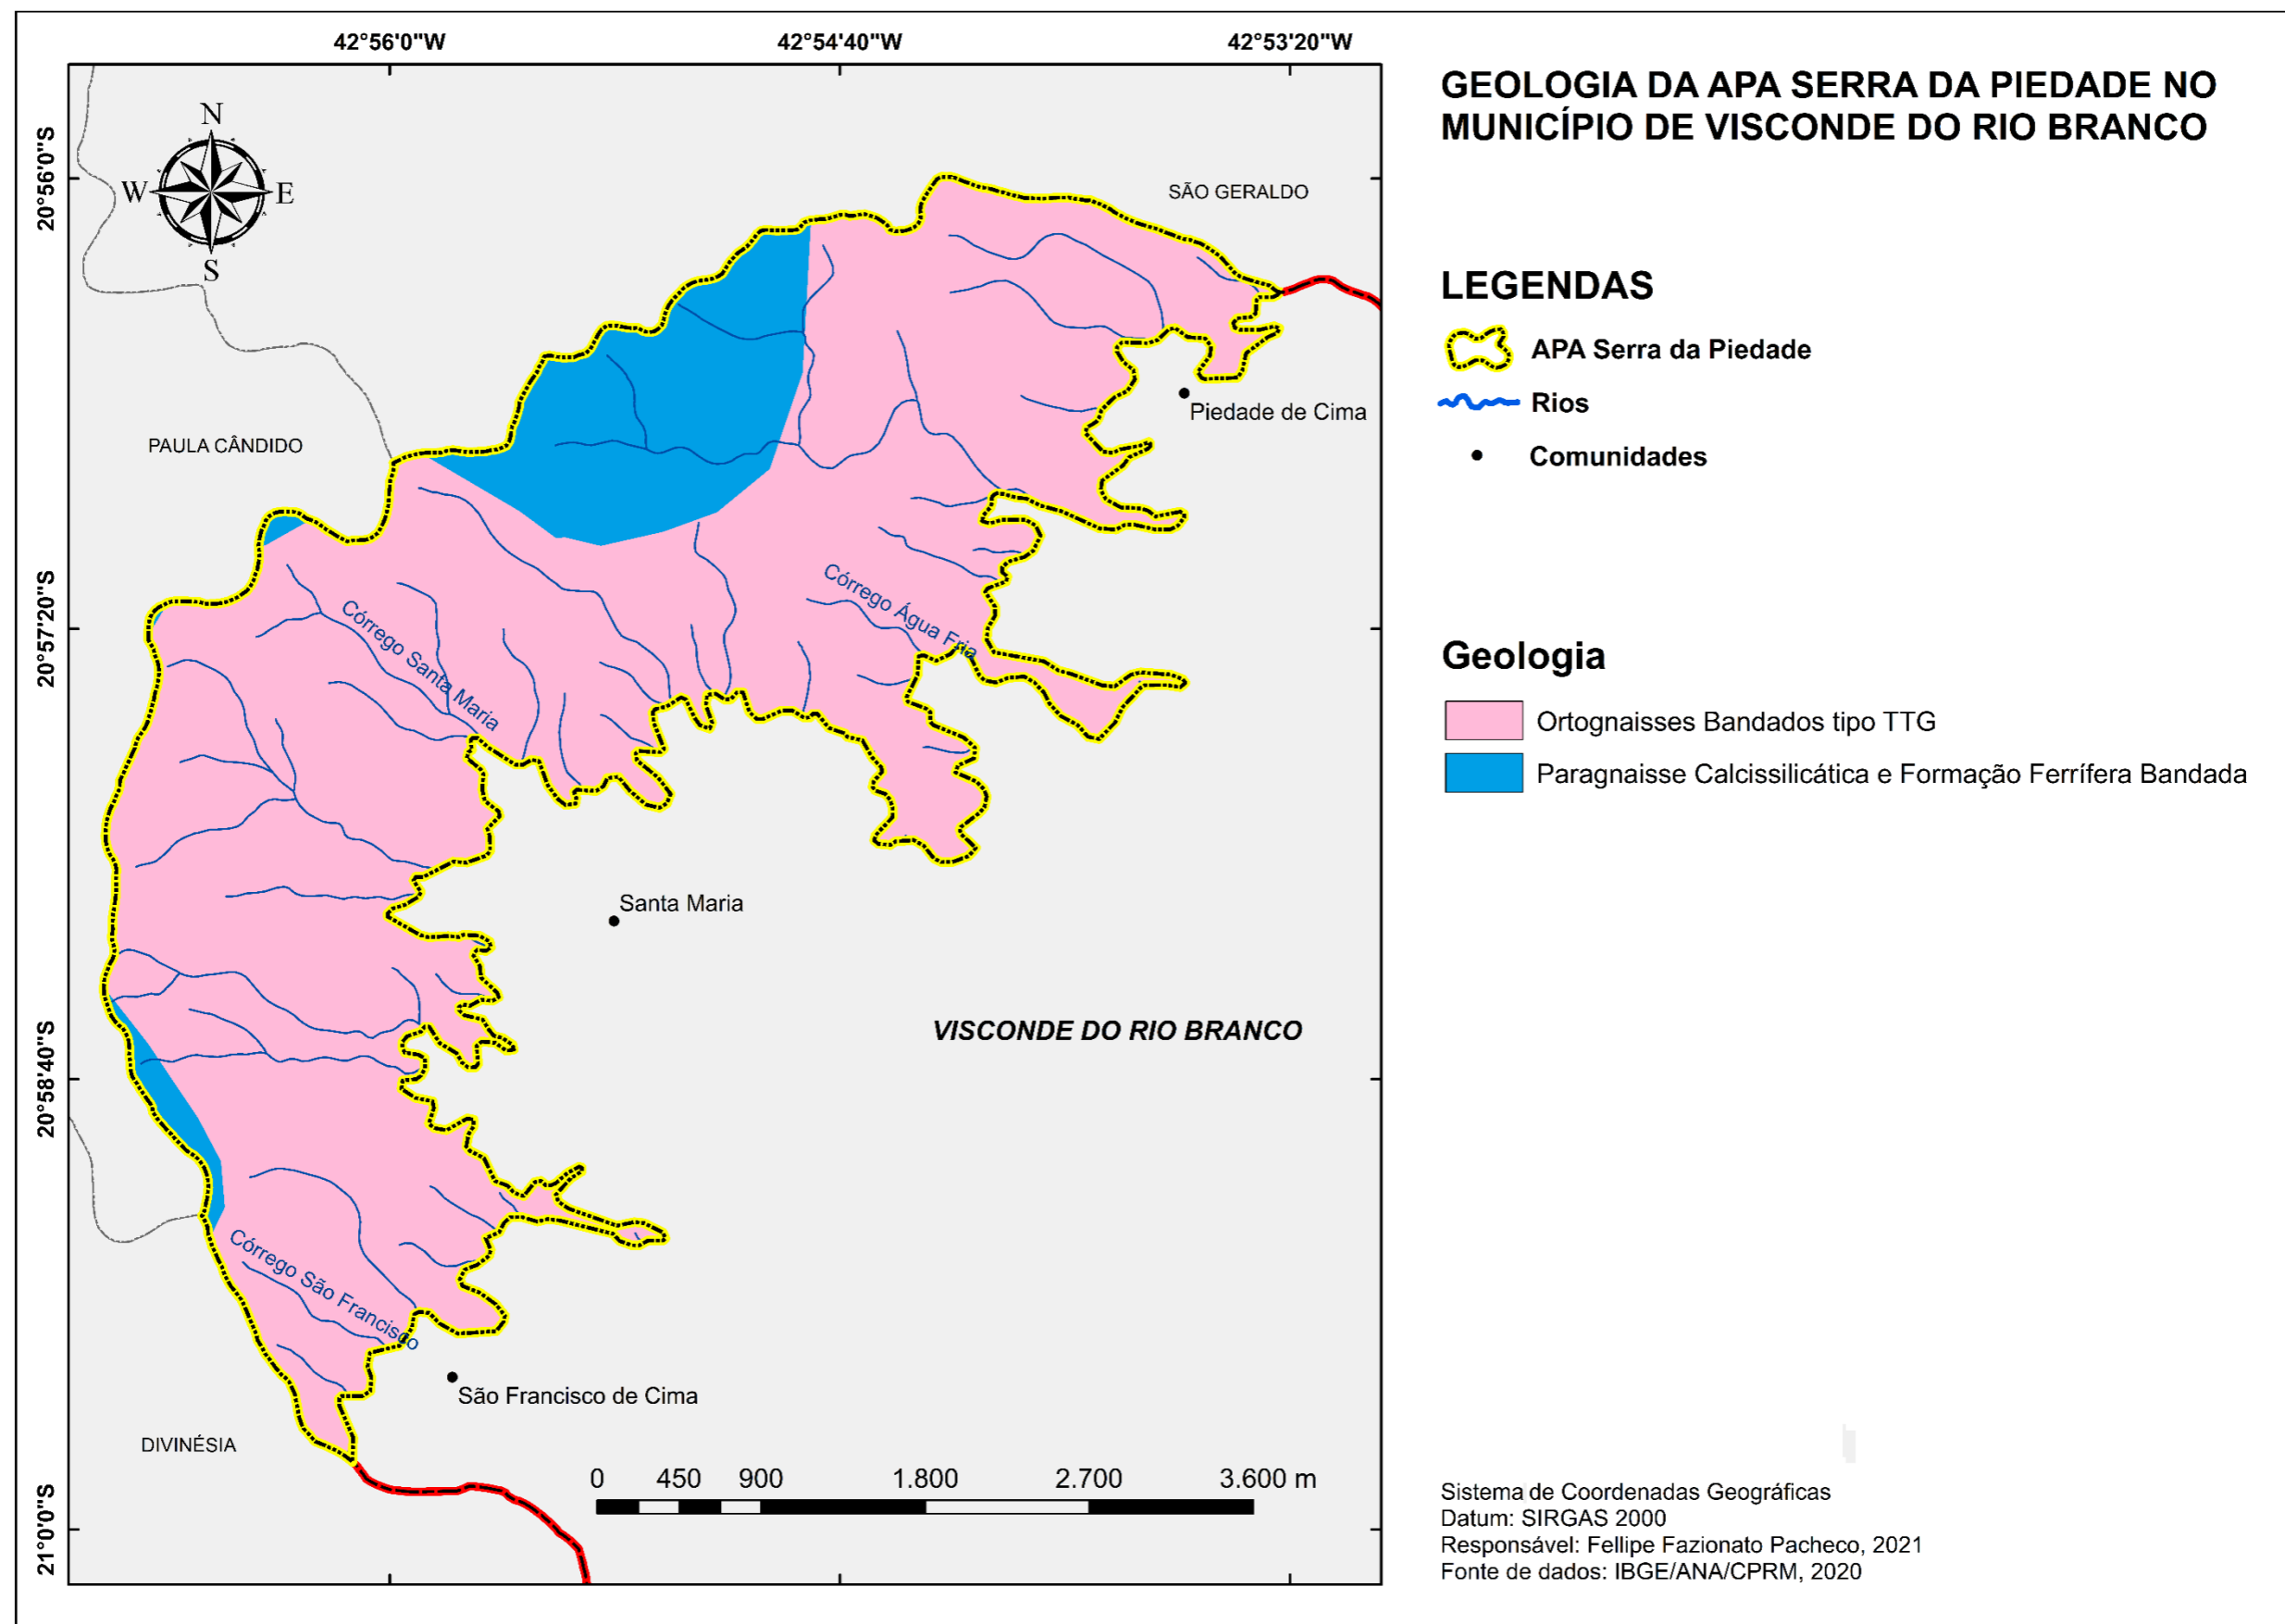 42°56'0"W
42°54'40"W
42°53'20"W
20°56'0"S
20°57'20"S
20°58'40"S
21°0'0"S
N
W
E
S
SÃO GERALDO
PAULA CÂNDIDO
Piedade de Cima
Córrego Água Fria
Córrego Santa Maria
Santa Maria
VISCONDE DO RIO BRANCO
Córrego São Francisco
São Francisco de Cima
DIVINÉSIA
0 450 900 1.800 2.700 3.600 m
GEOLOGIA DA APA SERRA DA PIEDADE NO
MUNICÍPIO DE VISCONDE DO RIO BRANCO
LEGENDAS
APA Serra da Piedade
Rios
Comunidades
Geologia
Ortognaisses Bandados tipo TTG
Paragnaisse Calcissilicática e Formação Ferrífera Bandada
Sistema de Coordenadas Geográficas
Datum: SIRGAS 2000
Responsável: Fellipe Fazionato Pacheco, 2021
Fonte de dados: IBGE/ANA/CPRM, 2020